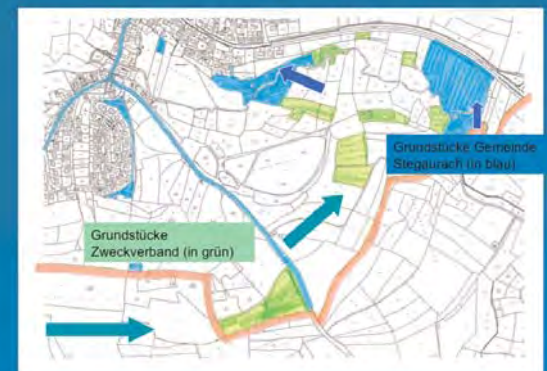 Grundstücke Gemeinde
Stegaurach (in blau)
Grundstücke
Zweckverband (in grün)